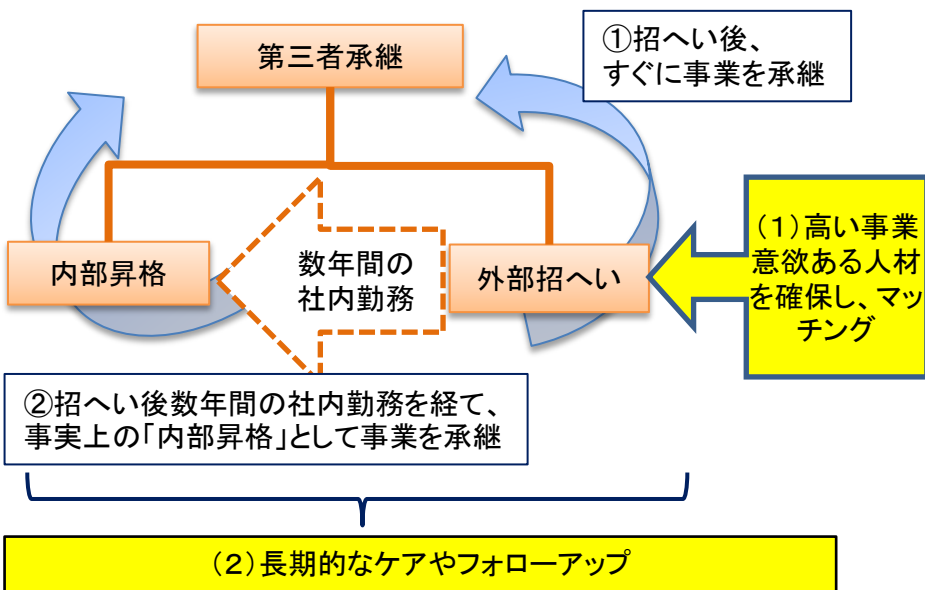 第三者承継
①招へい後、
すぐに事業を承継
内部昇格
数年間の
社内勤務
外部招へい
（１）高い事業
意欲ある人材
を確保し、マッ
チング
②招へい後数年間の社内勤務を経て、
事実上の「内部昇格」として事業を承継
（２）長期的なケアやフォローアップ